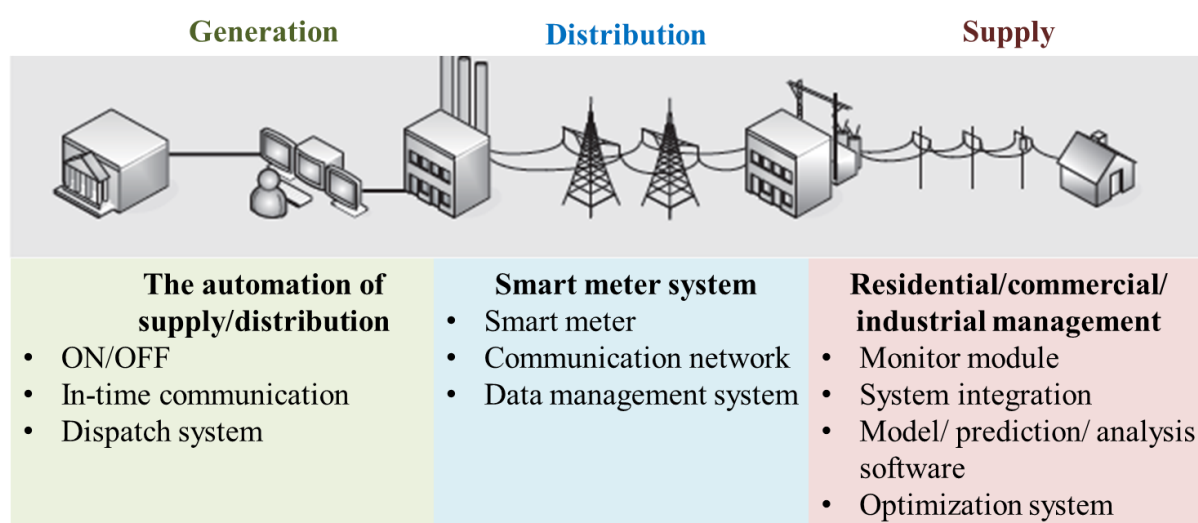 Generation
Distribution
Supply
The automation of
supply/distribution
• ON/OFF
• In-time communication
• Dispatch system
Smart meter system
• Smart meter
• Communication network
• Data management system
Residential/commercial/
industrial management
• Monitor module
• System integration
• Model/ prediction/ analysis
software
• Optimization system